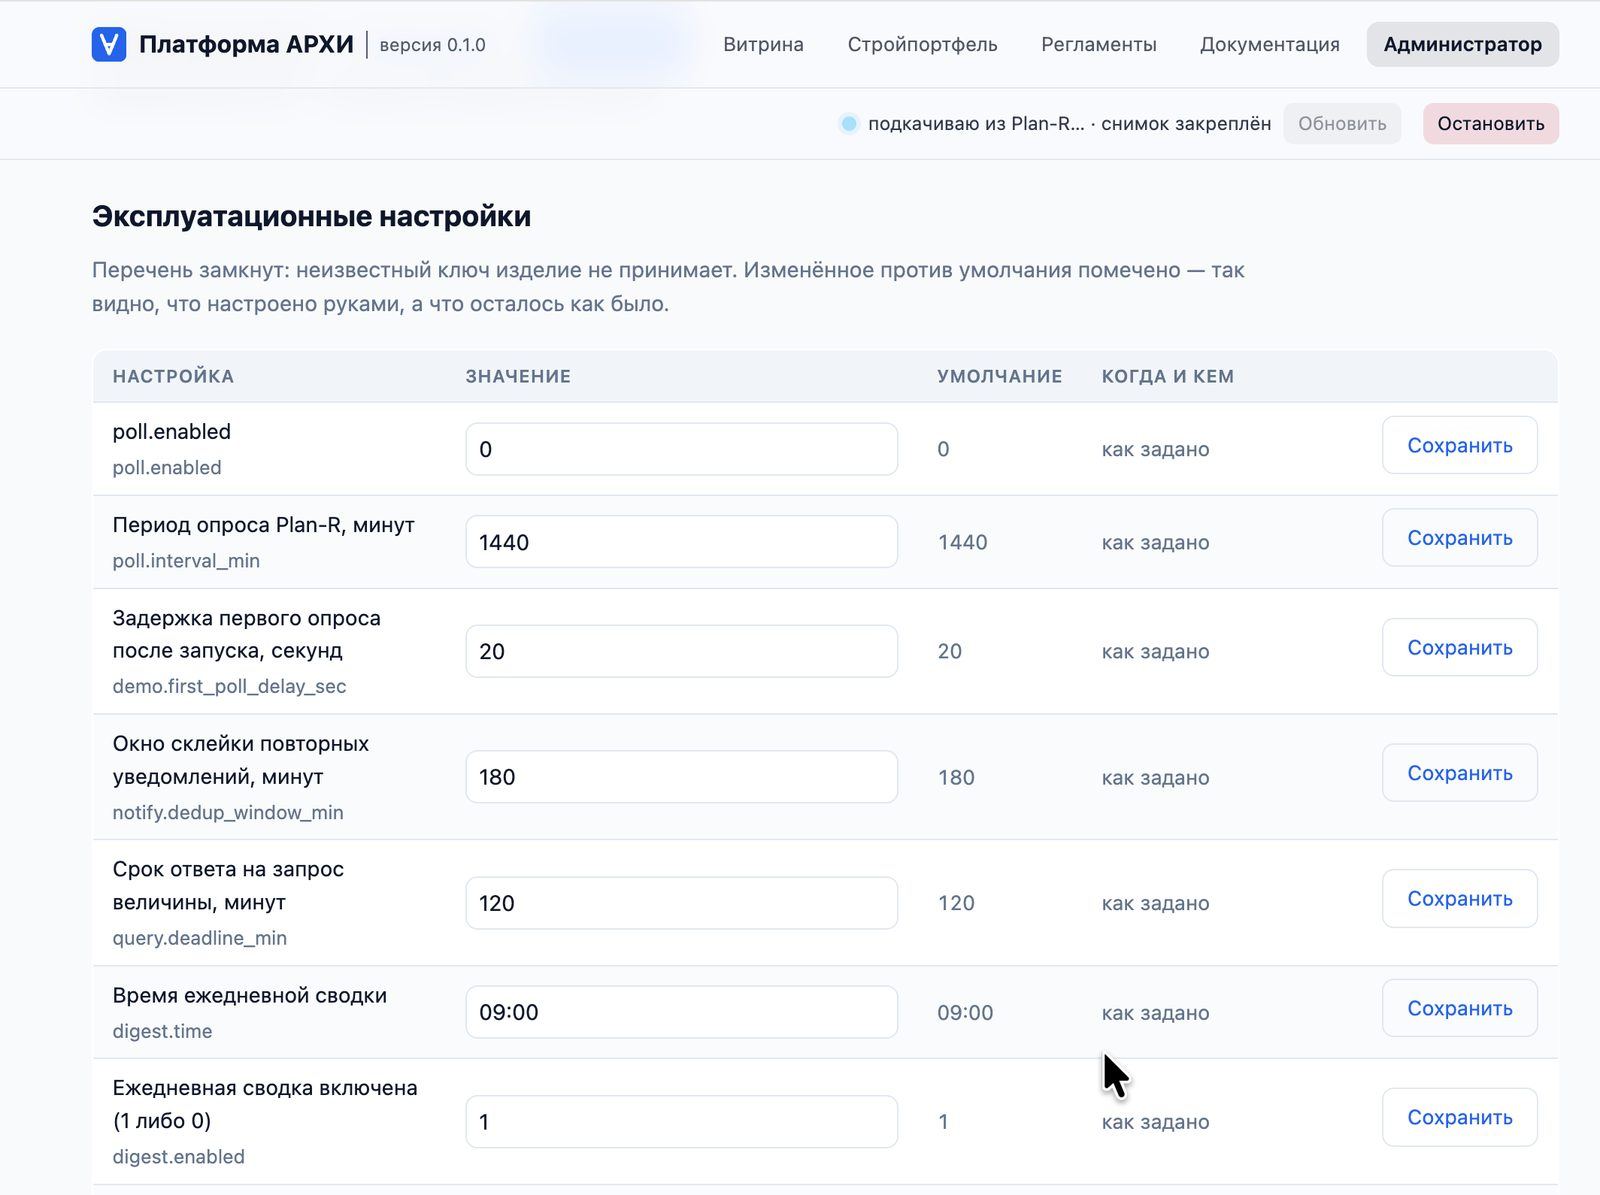 Платформа АРХИ | версия 0.1.0
Витрина
Стройпортфель
Регламенты
Документация
Администратор
подкачиваю из Plan-R... · снимок закреплён
Обновить
Остановить
Эксплуатационные настройки
Перечень замкнут: неизвестный ключ изделие не принимает. Изменённое против умолчания помечено — так
видно, что настроено руками, а что осталось как было.
НАСТРОЙКА ЗНАЧЕНИЕ УМОЛЧАНИЕ КОГДА И КЕМ
poll.enabled
poll.enabled
0
0
как задано
Сохранить
Период опроса Plan-R, минут
poll.interval_min
1440
1440
как задано
Сохранить
Задержка первого опроса
после запуска, секунд
demo.first_poll_delay_sec
20
20
как задано
Сохранить
Окно склейки повторных
уведомлений, минут
notify.dedup_window_min
180
180
как задано
Сохранить
Срок ответа на запрос
величины, минут
query.deadline_min
120
120
как задано
Сохранить
Время ежедневной сводки
digest.time
09:00
09:00
как задано
Сохранить
Ежедневная сводка включена
(1 либо 0)
digest.enabled
1
1
как задано
Сохранить